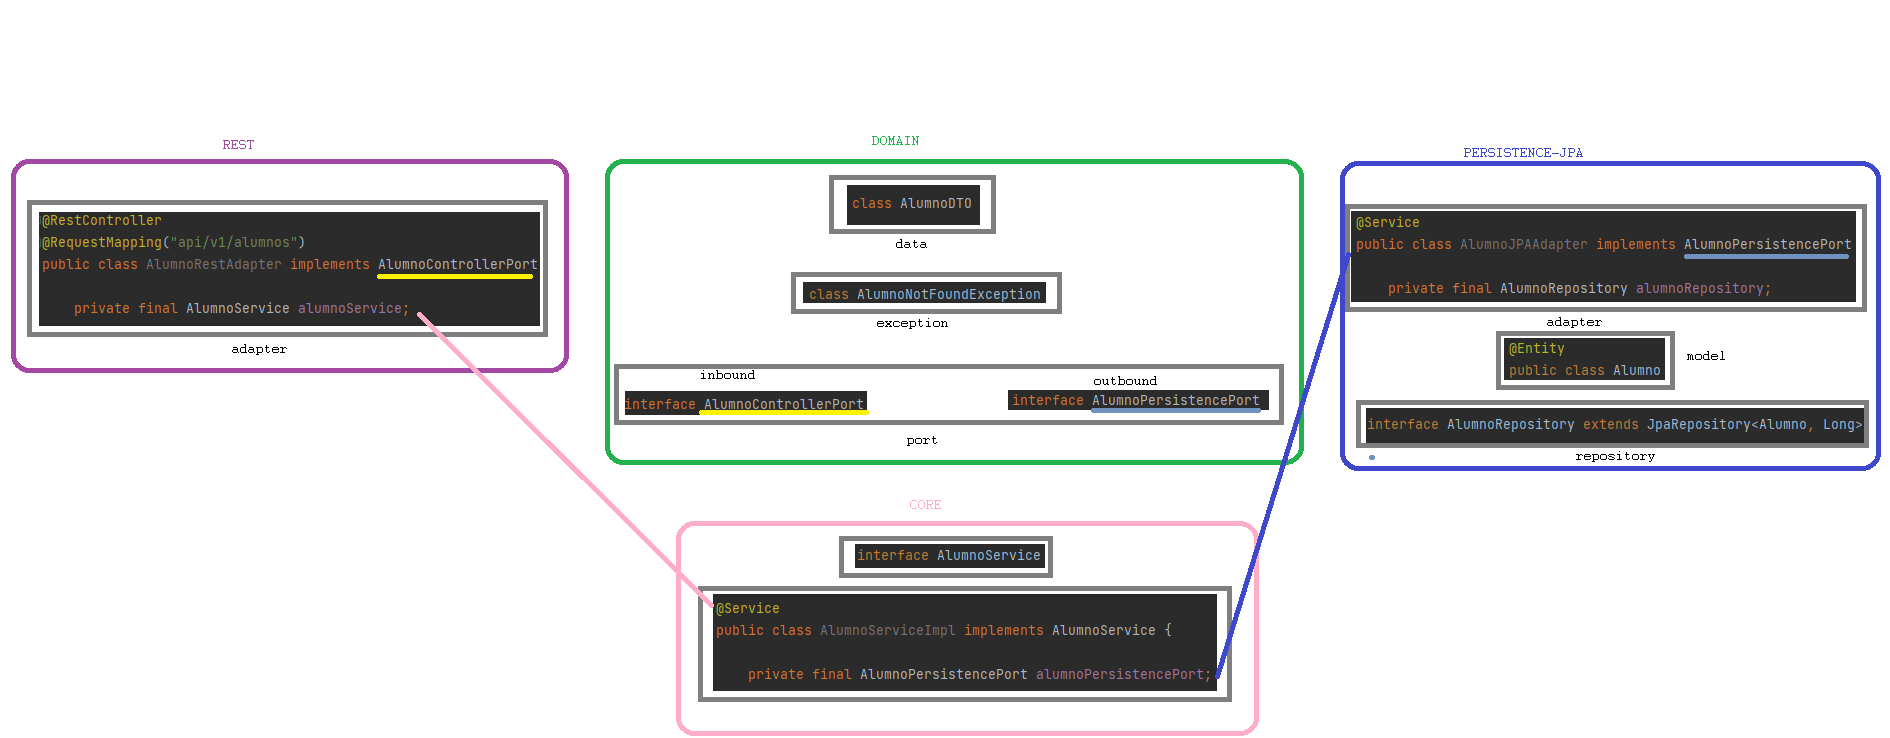 REST
@RestController
@RequestMapping("api/v1/alumnos")
public class AlumnoRestAdapter implements AlumnoControllerPort
private final AlumnoService alumnoService;
adapter
DOMAIN
class AlumnoDTO
data
class AlumnoNotFoundException
exception
inbound
interface AlumnoControllerPort
outbound
interface AlumnoPersistencePort
port
PERSISTENCE-JPA
@Service
public class AlumnoJPAAdapter implements AlumnoPersistencePort
private final AlumnoRepository alumnoRepository;
adapter
@Entity
public class Alumno
model
interface AlumnoRepository extends JpaRepository<Alumno, Long>
repository
CORE
interface AlumnoService
@Service
public class AlumnoServiceImpl implements AlumnoService {
private final AlumnoPersistencePort alumnoPersistencePort;